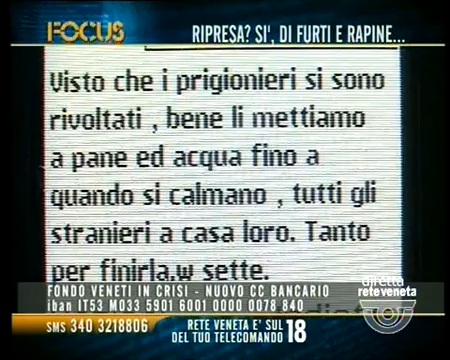 FOCUS
RIPRESA? SI', DI FURTI E RAPINE...
Visto che i prigionieri si sono
rivoltati , bene li mettiamo
a pane ed acqua fino a
quando si calmano , tutti gli
stranieri a casa loro. Tanto
per finirla.w sette.
diretta
reteveneta
FONDO VENETI IN CRISI - NUOVO CC BANCARIO
iban IT53 M033 5901 6001 0000 0078 840
SMS 340 3218806
RETE VENETA E' SUL
DEL TUO TELECOMANDO 18